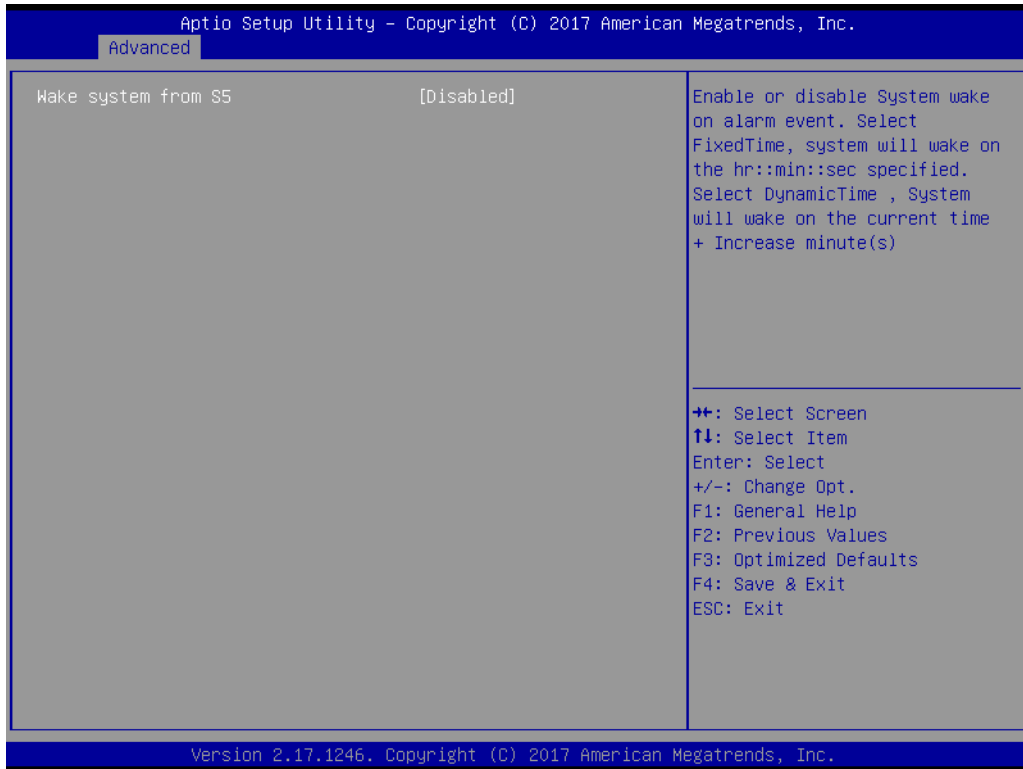 Aptio Setup Utility – Copyright (C) 2017 American Megatrends, Inc.
Advanced
Wake system from S5 [Disabled]
Enable or disable System wake
on alarm event. Select
FixedTime, system will wake on
the hr::min::sec specified.
Select DynamicTime , System
will wake on the current time
+ Increase minute(s)
→←: Select Screen
↑↓: Select Item
Enter: Select
+/-: Change Opt.
F1: General Help
F2: Previous Values
F3: Optimized Defaults
F4: Save & Exit
ESC: Exit
Version 2.17.1246. Copyright (C) 2017 American Megatrends, Inc.